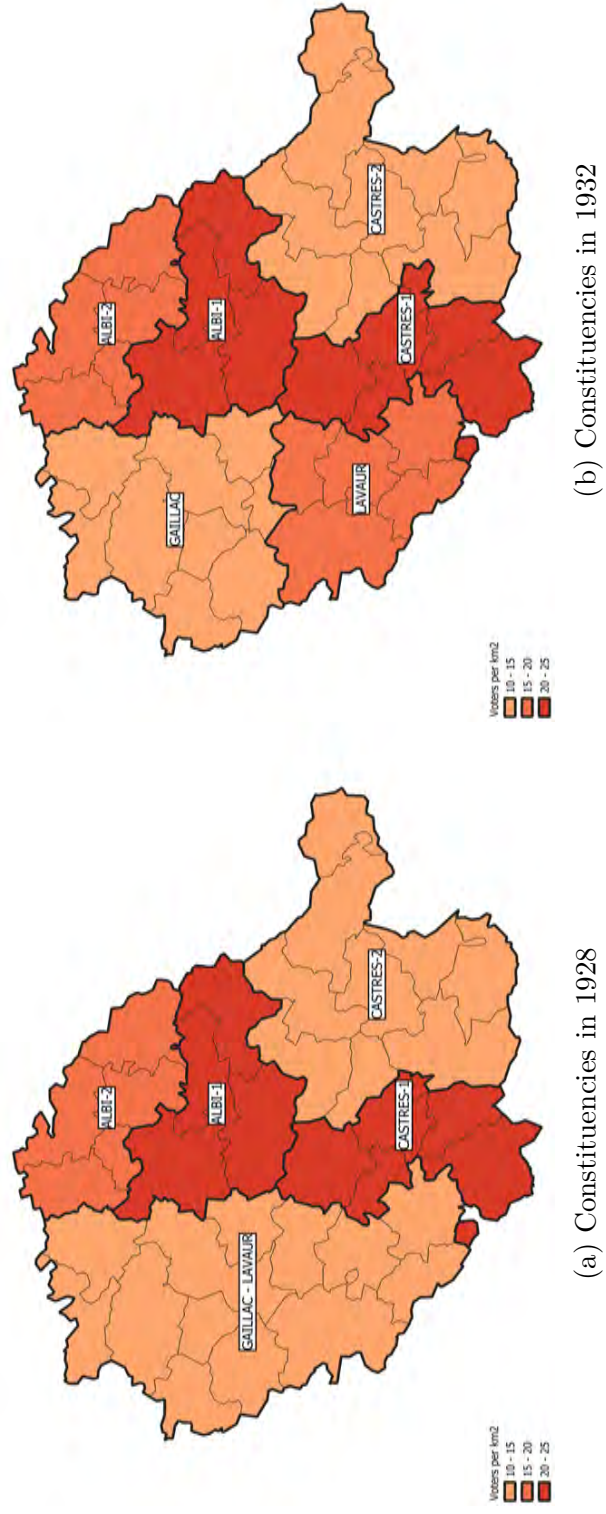 ALBI-2
ALBI-1
GAILLAC - LAVAUR
CASTRES-2
CASTRES-1
Voters per km2
10 - 15
15 - 20
20 - 25
(a) Constituencies in 1928
ALBI-2
GAILLAC
ALBI-1
CASTRES-2
LAVAUR
CASTRES-1
Voters per km2
10 - 15
15 - 20
20 - 25
(b) Constituencies in 1932